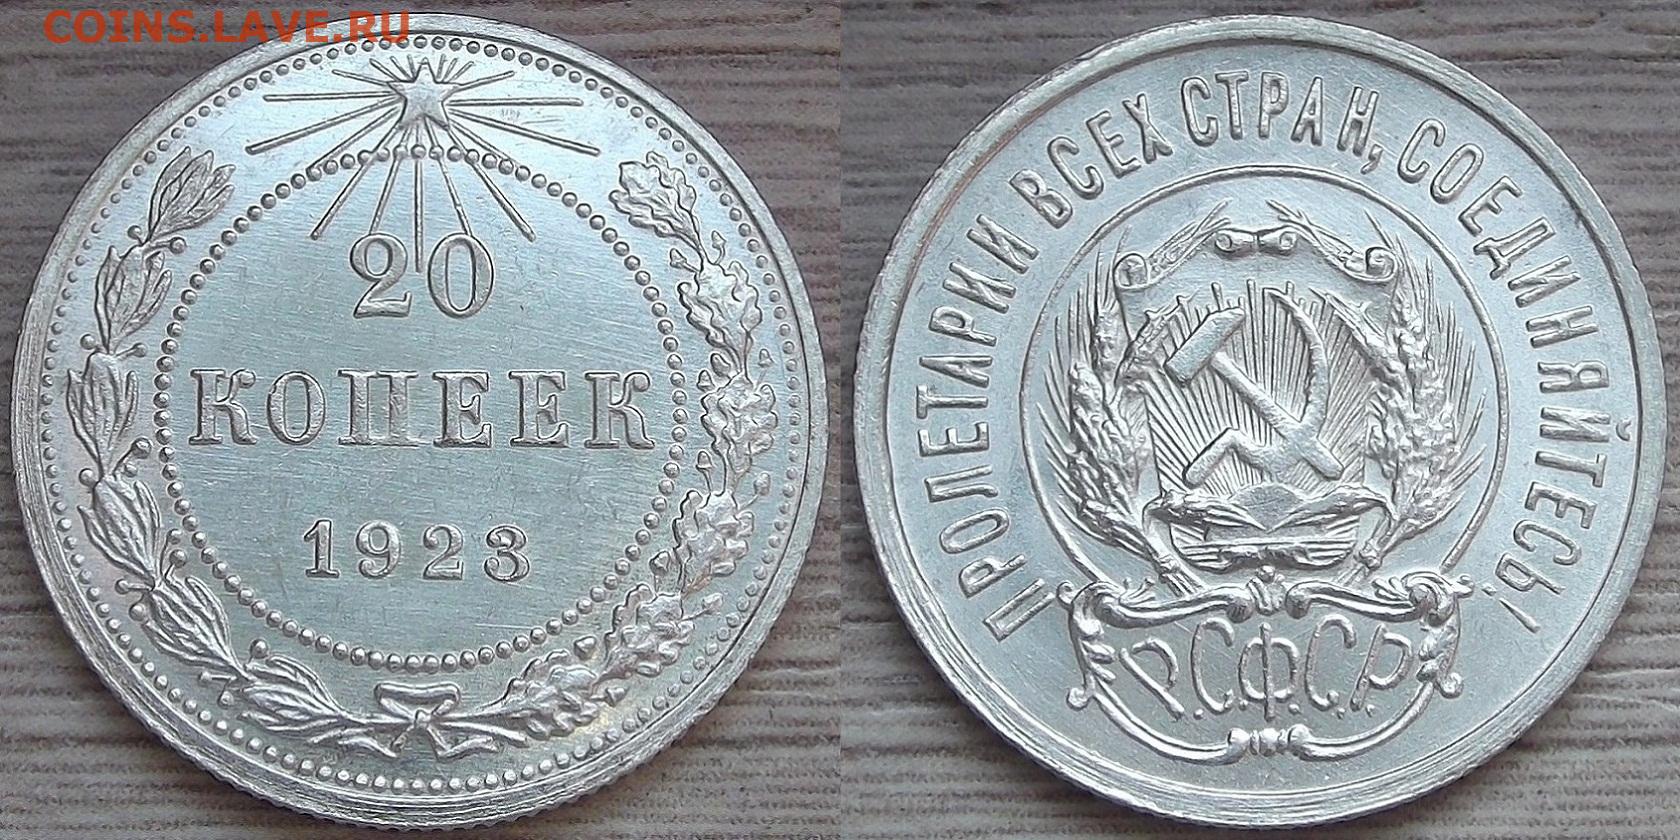 COINS.LAVE.RU
20
КОПЕЕК
1923
ПРОЛЕТАРИИ ВСЕХ СТРАН, СОЕДИНЯЙТЕСЬ!
Р.С.Ф.С.Р.